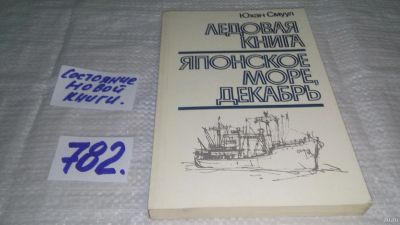 Состояние
новой
книги.
782.
Юхан Смуул
ЛЕДОВАЯ
КНИГА
ЯПОНСКОЕ
МОРЕ,
ДЕКАБРЬ